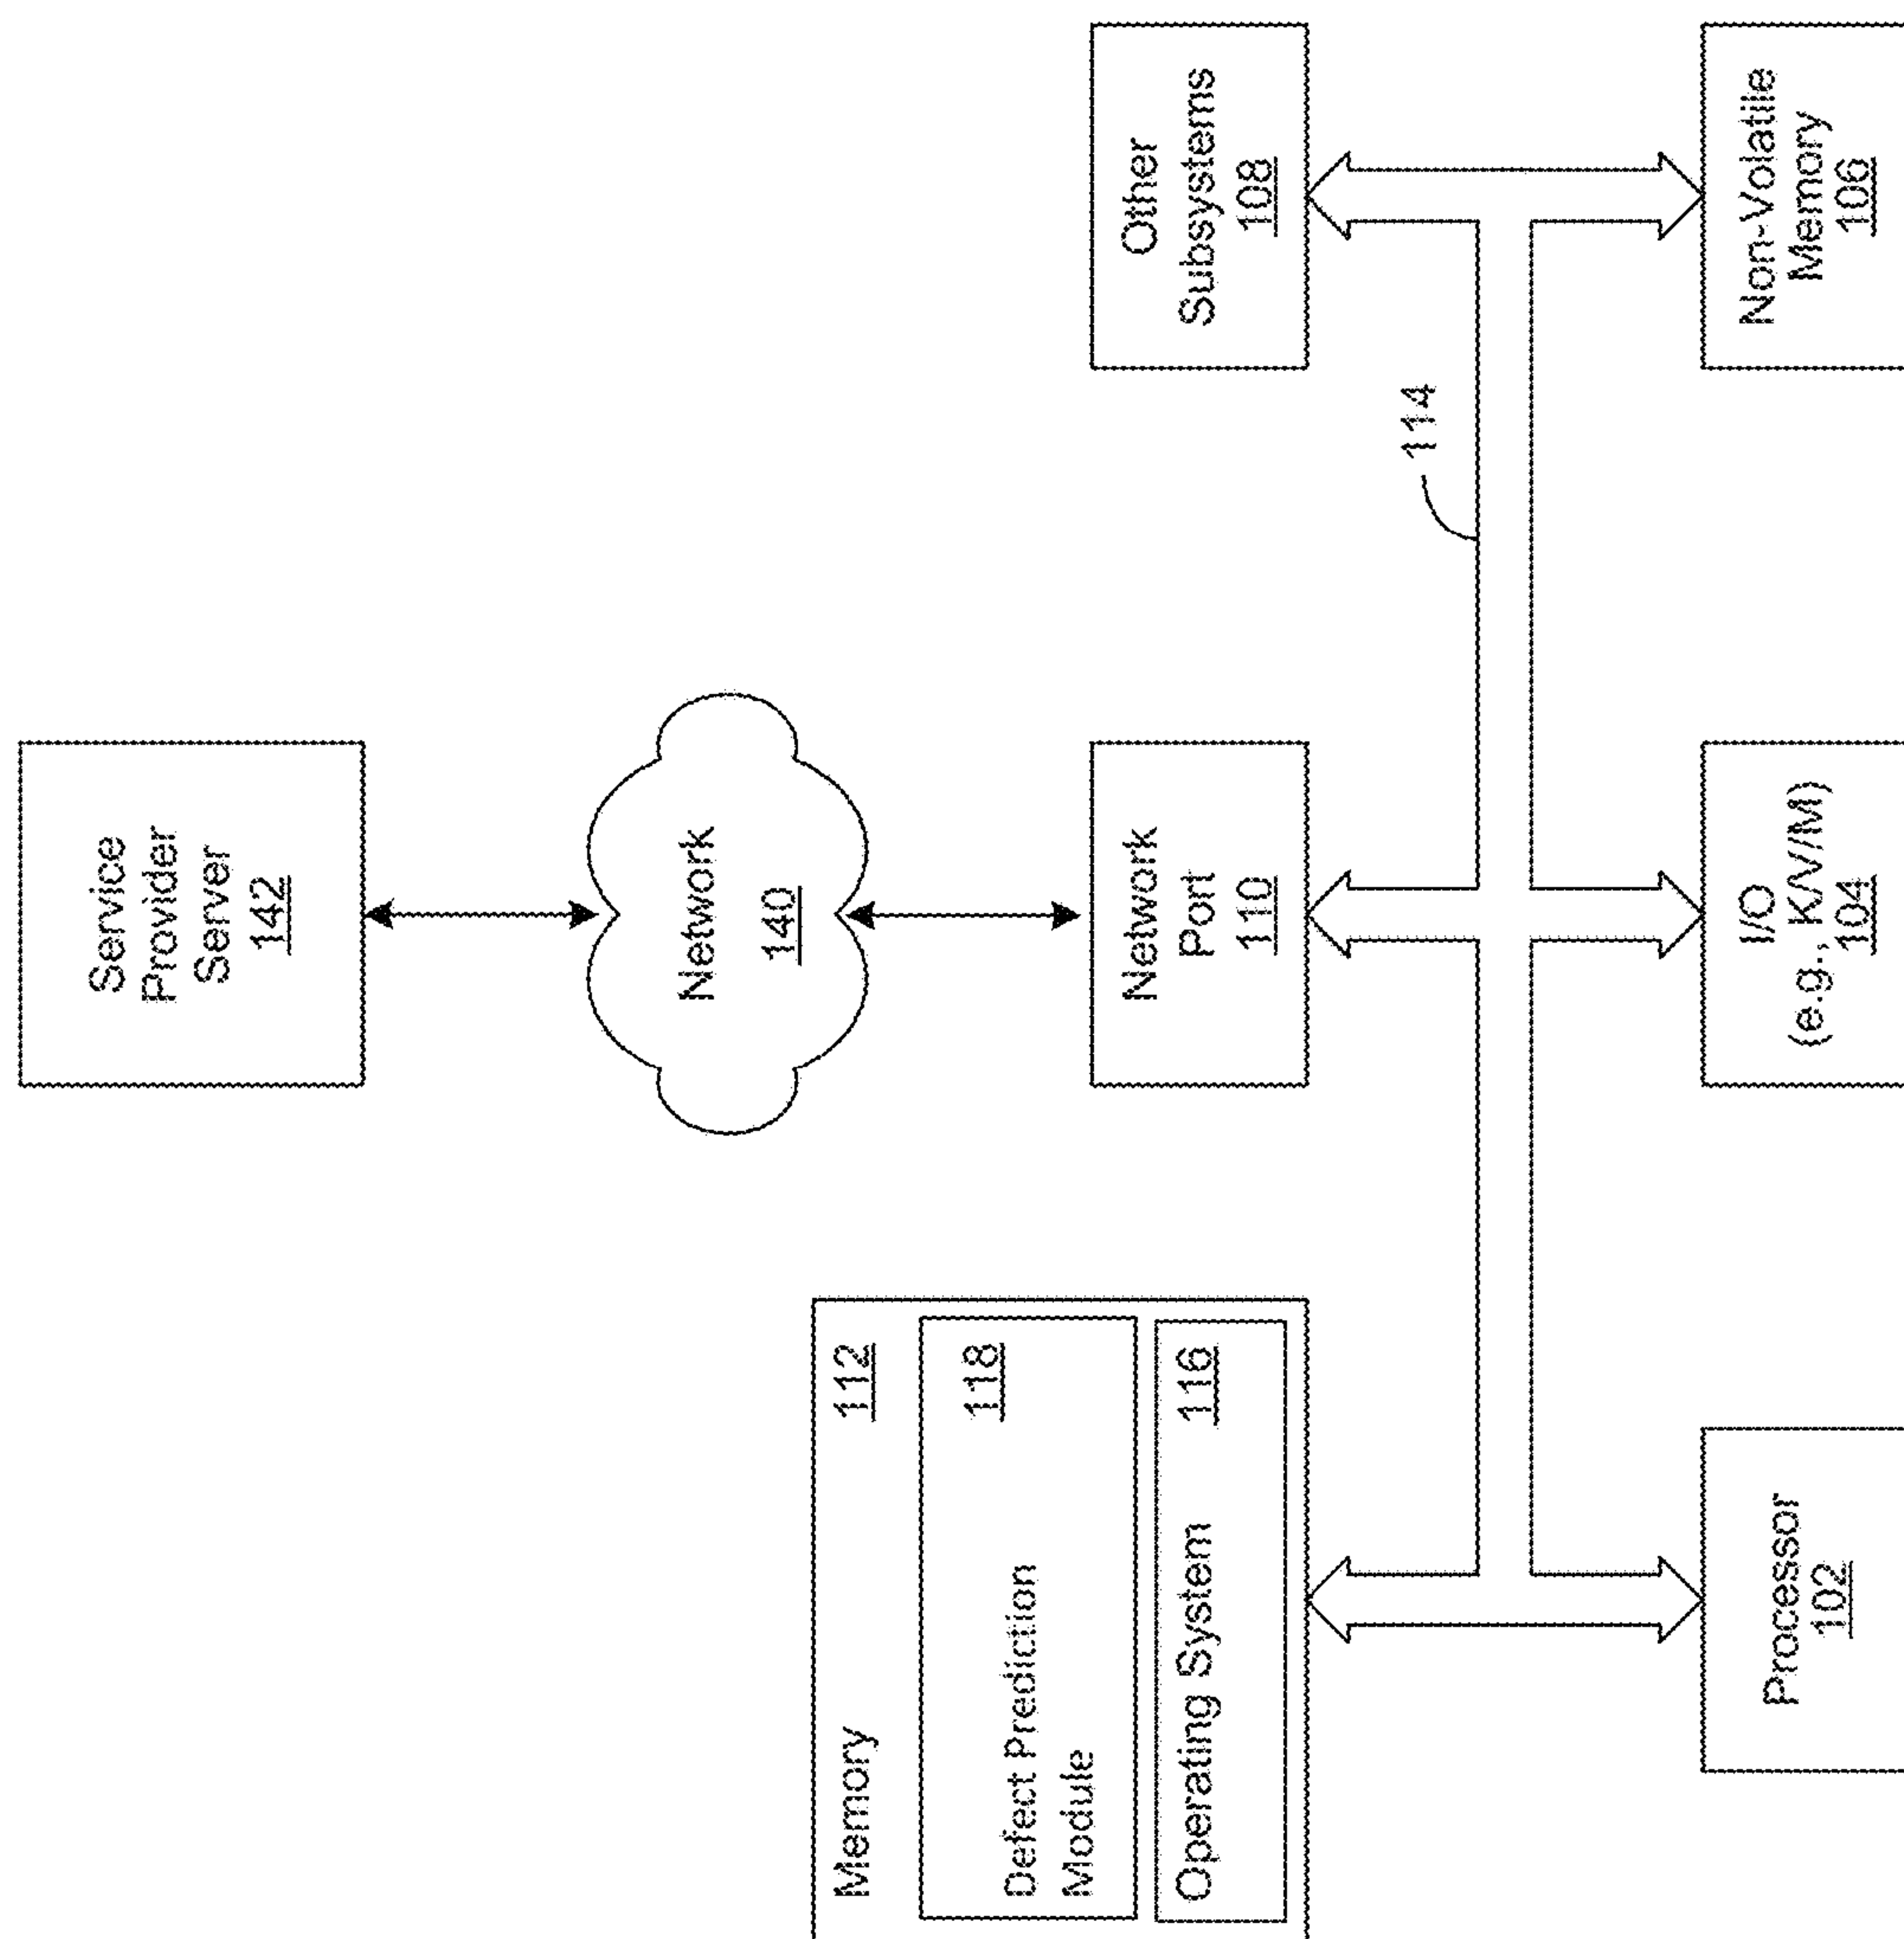 Service
Provider
Server
142
Network
140
Memory
112
118
Defect Prediction
Module
Operating System
116
Network
Port
110
Other
Subsystems
108
114
Processor
102
I/O
(e.g., K/V/M)
104
Non-Volatile
Memory
106